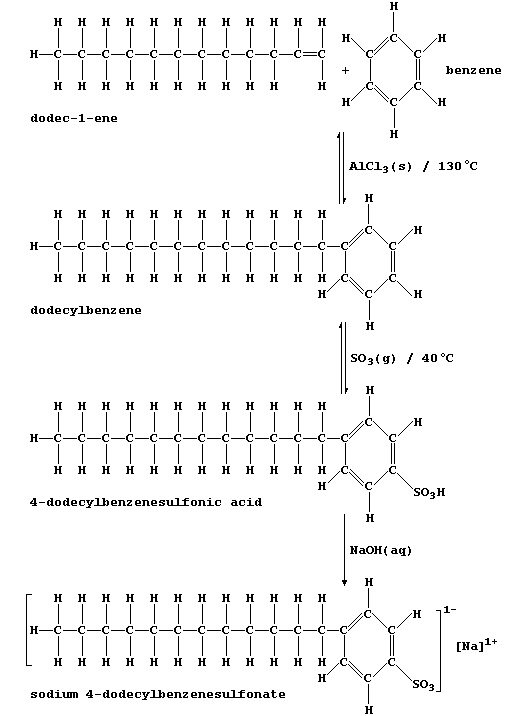 H
H H H H H H H H H H H H
H C H
H—C—C—C—C—C—C—C—C—C—C—C=C C C
+ benzene
H H H H H H H H H H H C C
H C H
dodec-1-ene
H
AlCl3(s) / 130°C
H
H H H H H H H H H H H H
C H
H—C—C—C—C—C—C—C—C—C—C—C—C—C C
H H H H H H H H H H H H C C
H C H
dodecylbenzene
H
SO3(g) / 40°C
H
H H H H H H H H H H H H
C H
H—C—C—C—C—C—C—C—C—C—C—C—C—C C
H H H H H H H H H H H H C C
H C SO3H
4-dodecylbenzenesulfonic acid
H
NaOH(aq)
H
H H H H H H H H H H H H
C H 1-
H—C—C—C—C—C—C—C—C—C—C—C—C—C C
[Na]1+
H H H H H H H H H H H H C C
H C SO3
sodium 4-dodecylbenzenesulfonate
H